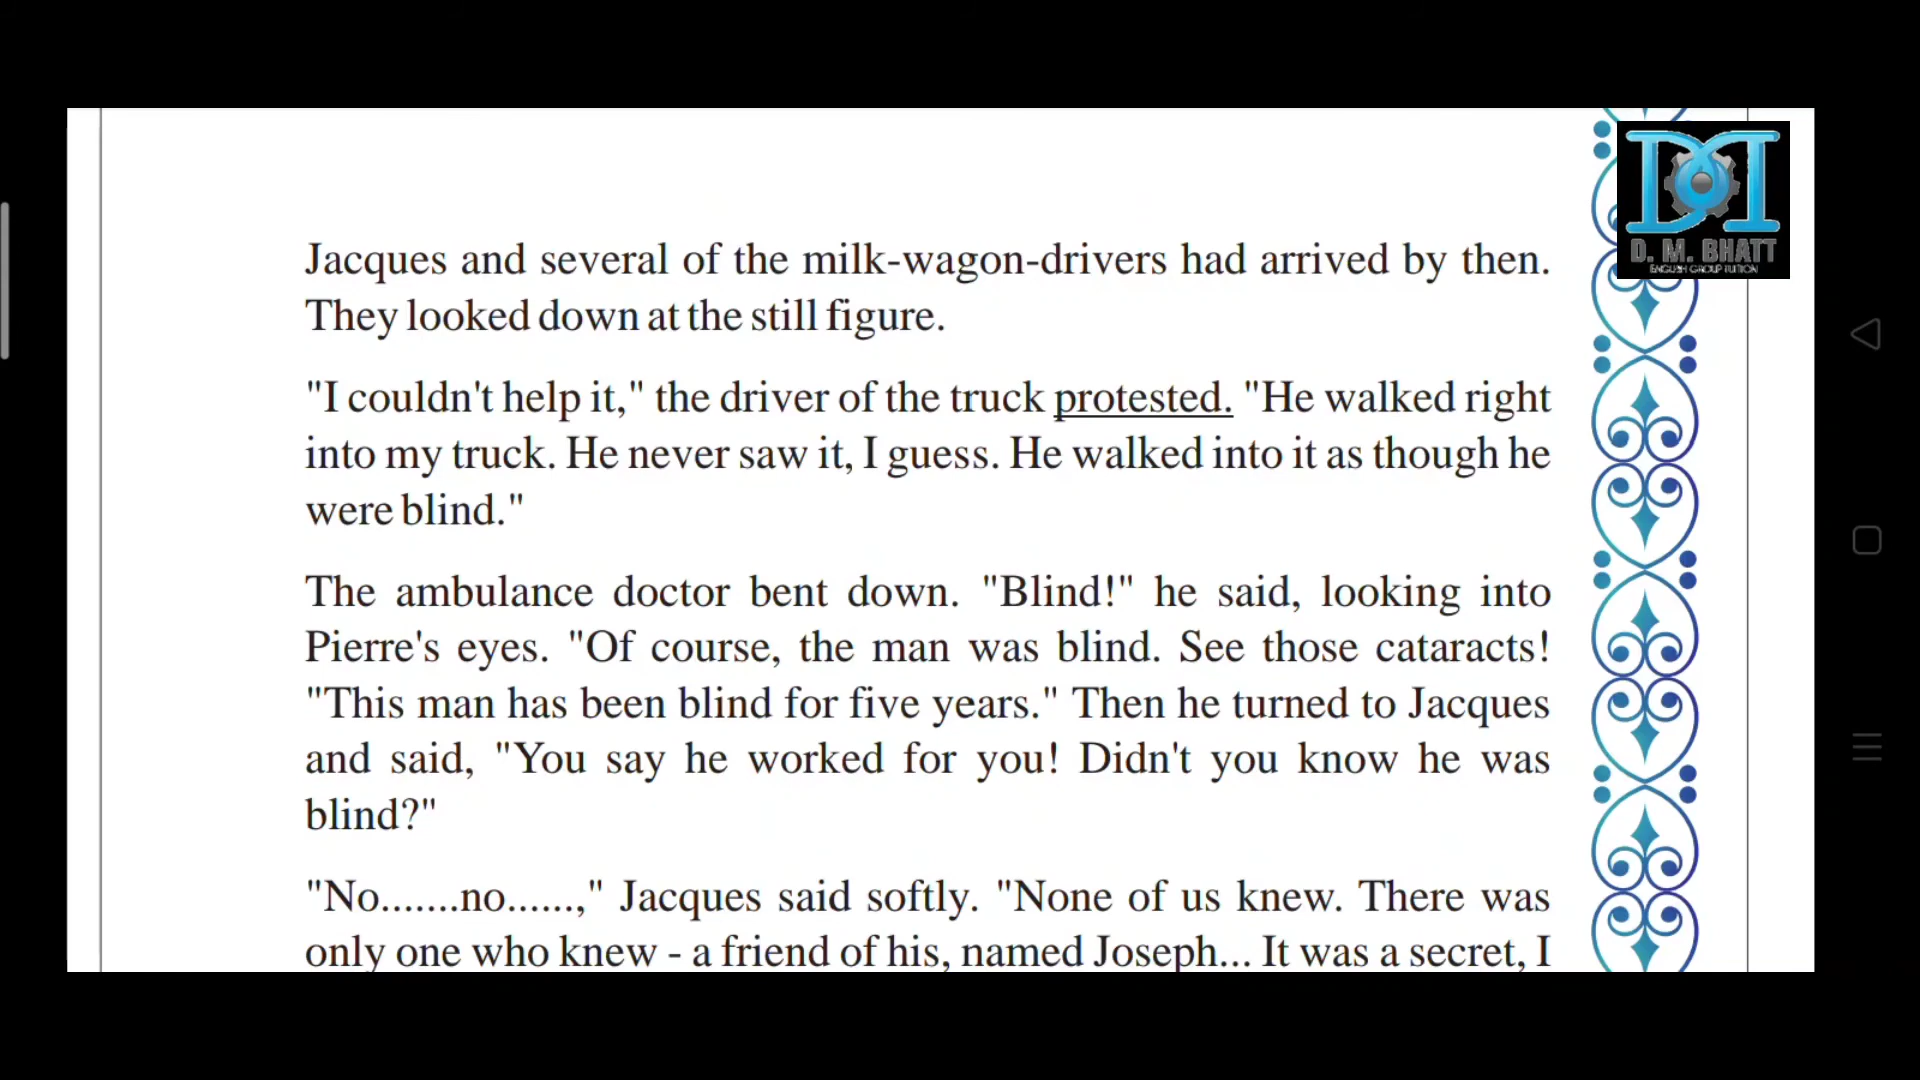 Jacques and several of the milk-wagon-drivers had arrived by then.
They looked down at the still figure.
"I couldn't help it," the driver of the truck protested. "He walked right
into my truck. He never saw it, I guess. He walked into it as though he
were blind."
The ambulance doctor bent down. "Blind!" he said, looking into
Pierre's eyes. "Of course, the man was blind. See those cataracts!
"This man has been blind for five years." Then he turned to Jacques
and said, "You say he worked for you! Didn't you know he was
blind?"
"No.......no......," Jacques said softly. "None of us knew. There was
only one who knew - a friend of his, named Joseph... It was a secret, I
D. M. BHATT
ENGLISH GROUP TUITION